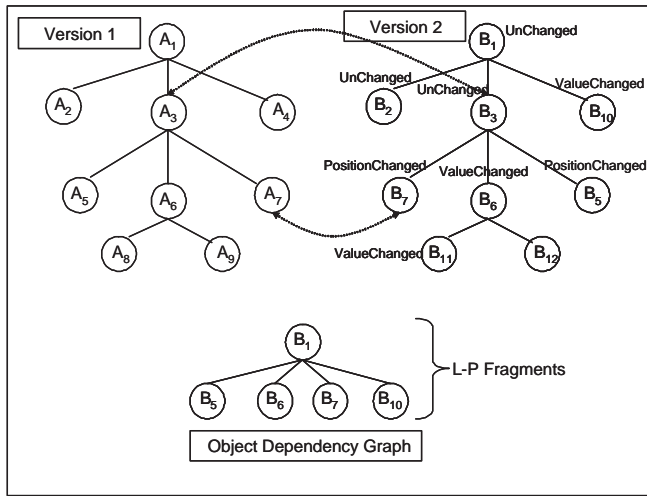 Version 1
Version 2
A1
B1
UnChanged
UnChanged
UnChanged
ValueChanged
A2
A3
A4
B2
B3
B10
PositionChanged
ValueChanged
PositionChanged
A5
A6
A7
B7
B6
B5
A8
A9
ValueChanged
B11
B12
B1
L-P Fragments
B5
B6
B7
B10
Object Dependency Graph